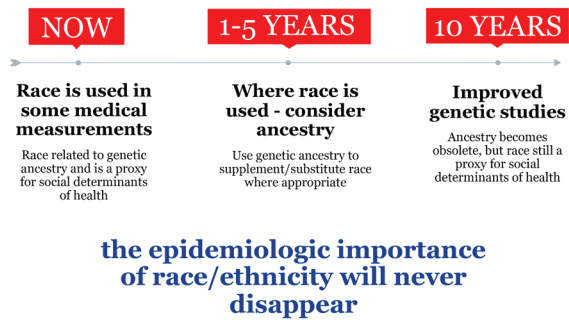 NOW
1-5 YEARS
10 YEARS
Race is used in
some medical
measurements
Race related to genetic
ancestry and is a proxy
for social determinants
of health
Where race is
used - consider
ancestry
Use genetic ancestry to
supplement/substitute race
where appropriate
Improved
genetic studies
Ancestry becomes
obsolete, but race still a
proxy for social
determinants of health
the epidemiologic importance
of race/ethnicity will never
disappear